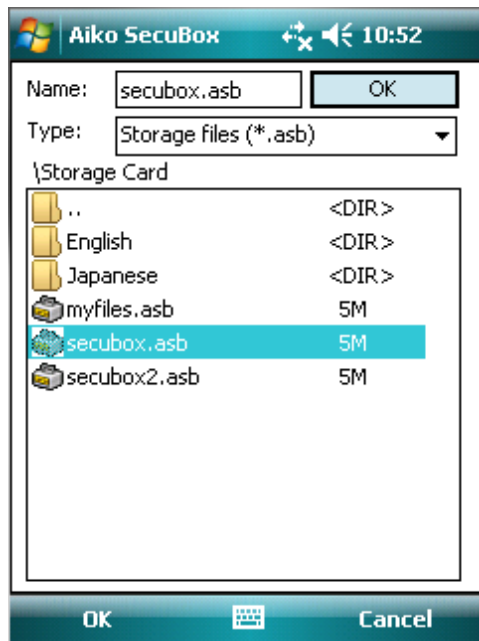 Aiko SecuBox 10:52
Name: secubox.asb OK
Type: Storage files (*.asb)
\Storage Card
.. <DIR>
English <DIR>
Japanese <DIR>
myfiles.asb 5M
secubox.asb 5M
secubox2.asb 5M
OK Cancel